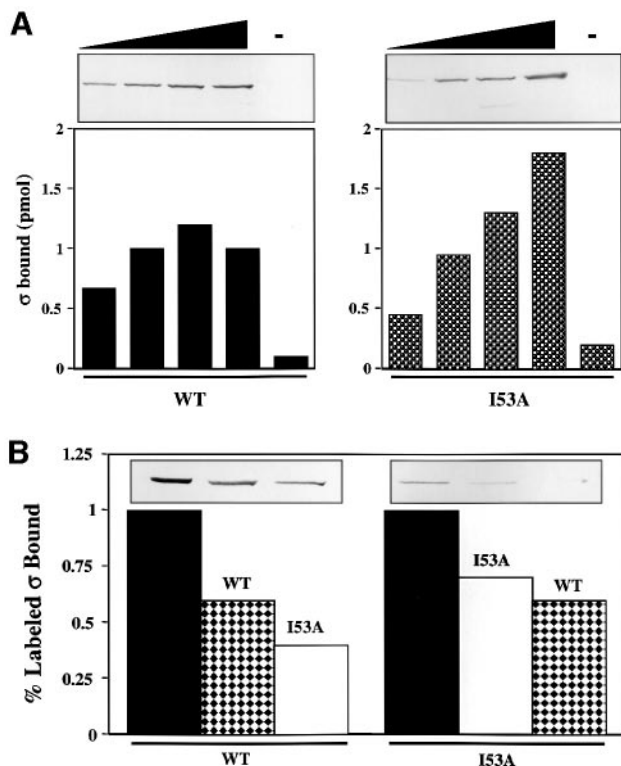 A
-
-
2
1.5
1
0.5
0
σ bound (pmol)
WT
2
1.5
1
0.5
0
I53A
B
1.25
1
0.75
0.5
0.25
0
% Labeled σ Bound
WT
I53A
I53A
WT
WT
I53A